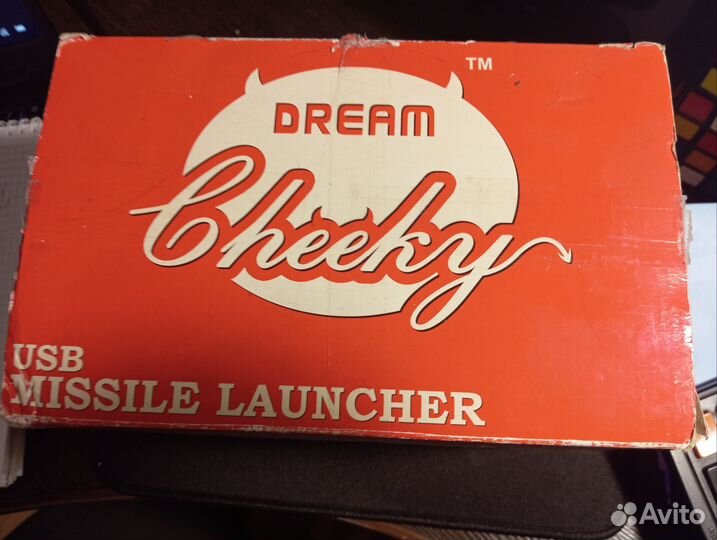 TM
DREAM
Cheeky
USB
MISSILE LAUNCHER
Avito